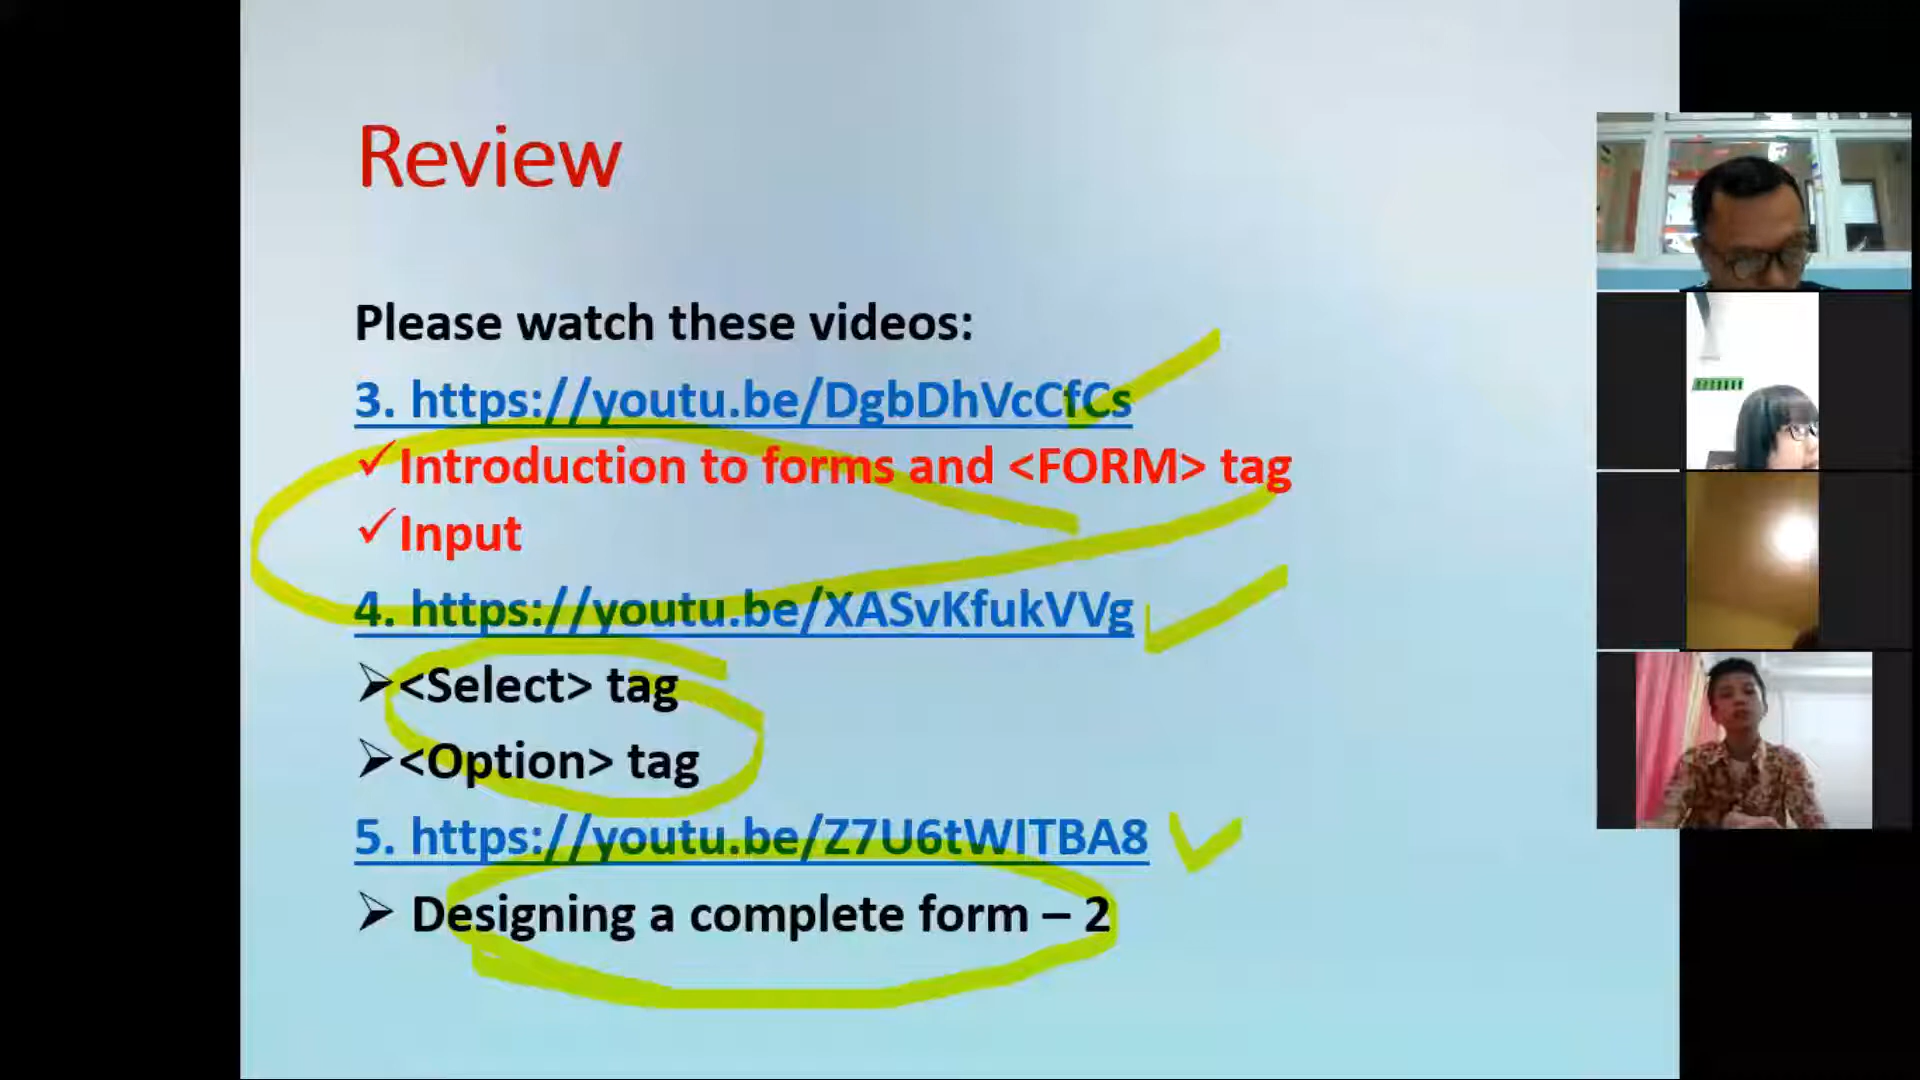 Review
Please watch these videos:
3. https://youtu.be/DgbDhVcCfCs
✓Introduction to forms and <FORM> tag
✓Input
4. https://youtu.be/XASvKfukVVg
➢<Select> tag
➢<Option> tag
5. https://youtu.be/Z7U6tWITBA8
➢ Designing a complete form – 2